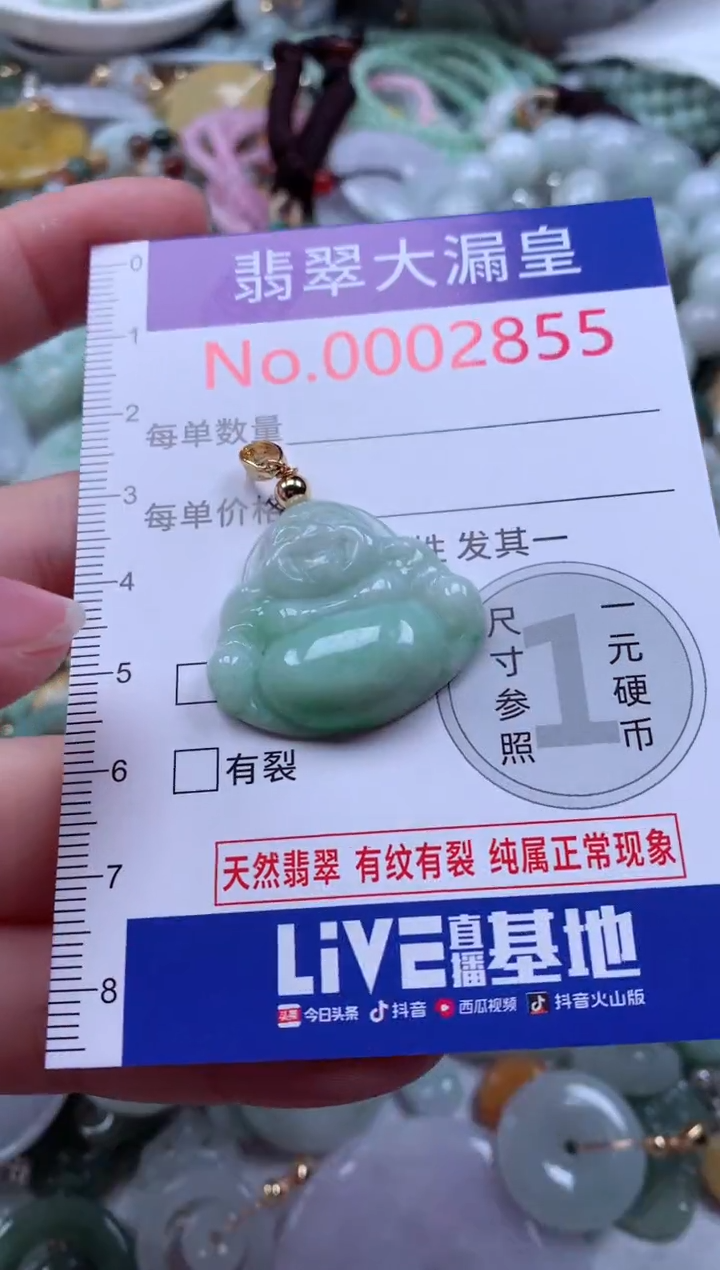 翡翠大漏皇
No.0002855
每单数量
每单价格
性 发其一
有裂
尺寸参照
1
一元硬币
天然翡翠 有纹有裂 纯属正常现象
LiVE直播基地
头条 今日头条 抖音 西瓜视频 抖音火山版
0
1
2
3
4
5
6
7
8